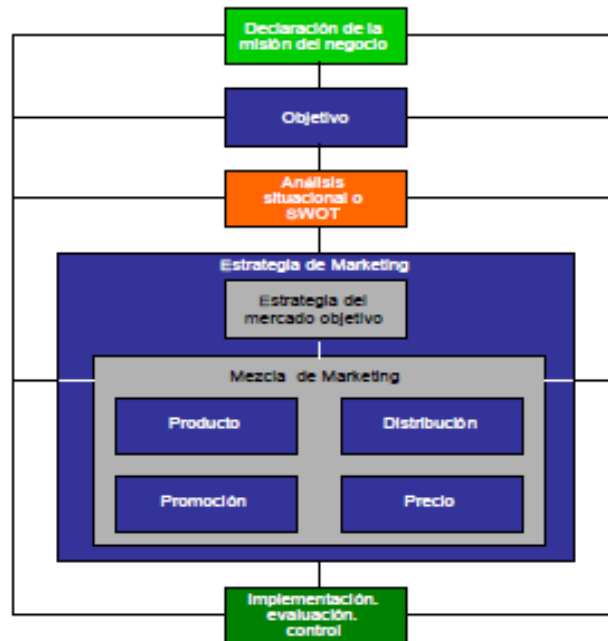 Declaración de la
misión del negocio
Objetivo
Análisis
situacional o
SWOT
Estrategia de Marketing
Estrategia del
mercado objetivo
Mezcla de Marketing
Producto
Distribución
Promoción
Precio
Implementación.
evaluación.
control